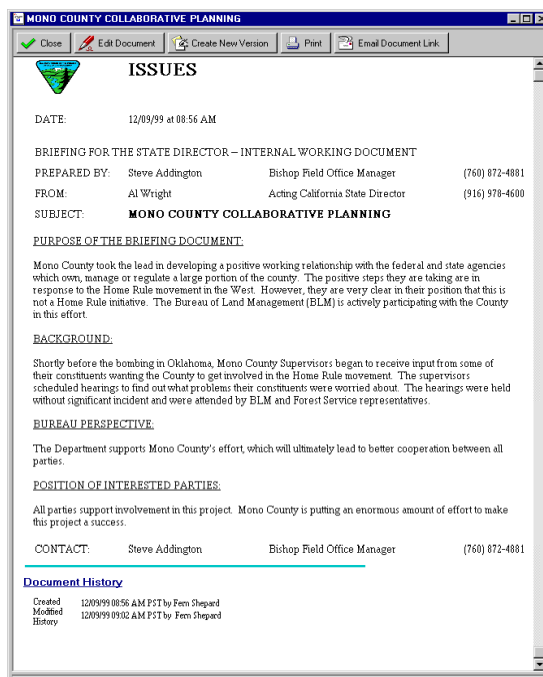 MONO COUNTY COLLABORATIVE PLANNING
Close Edit Document Create New Version Print Email Document Link
ISSUES
DATE: 12/09/99 at 08:56 AM
BRIEFING FOR THE STATE DIRECTOR – INTERNAL WORKING DOCUMENT
PREPARED BY: Steve Addington Bishop Field Office Manager (760) 872-4881
FROM: Al Wright Acting California State Director (916) 978-4600
SUBJECT: MONO COUNTY COLLABORATIVE PLANNING
PURPOSE OF THE BRIEFING DOCUMENT:
Mono County took the lead in developing a positive working relationship with the federal and state agencies
which own, manage or regulate a large portion of the county. The positive steps they are taking are in
response to the Home Rule movement in the West. However, they are very clear in their position that this is
not a Home Rule initiative. The Bureau of Land Management (BLM) is actively participating with the County
in this effort.
BACKGROUND:
Shortly before the bombing in Oklahoma, Mono County Supervisors began to receive input from some of
their constituents wanting the County to get involved in the Home Rule movement. The supervisors
scheduled hearings to find out what problems their constituents were worried about. The hearings were held
without significant incident and were attended by BLM and Forest Service representatives.
BUREAU PERSPECTIVE:
The Department supports Mono County's effort, which will ultimately lead to better cooperation between all
parties.
POSITION OF INTERESTED PARTIES:
All parties support involvement in this project. Mono County is putting an enormous amount of effort to make
this project a success.
CONTACT: Steve Addington Bishop Field Office Manager (760) 872-4881
Document History
Created 12/09/99 08:56 AM PST by Fern Shepard
Modified 12/09/99 09:02 AM PST by Fern Shepard
History